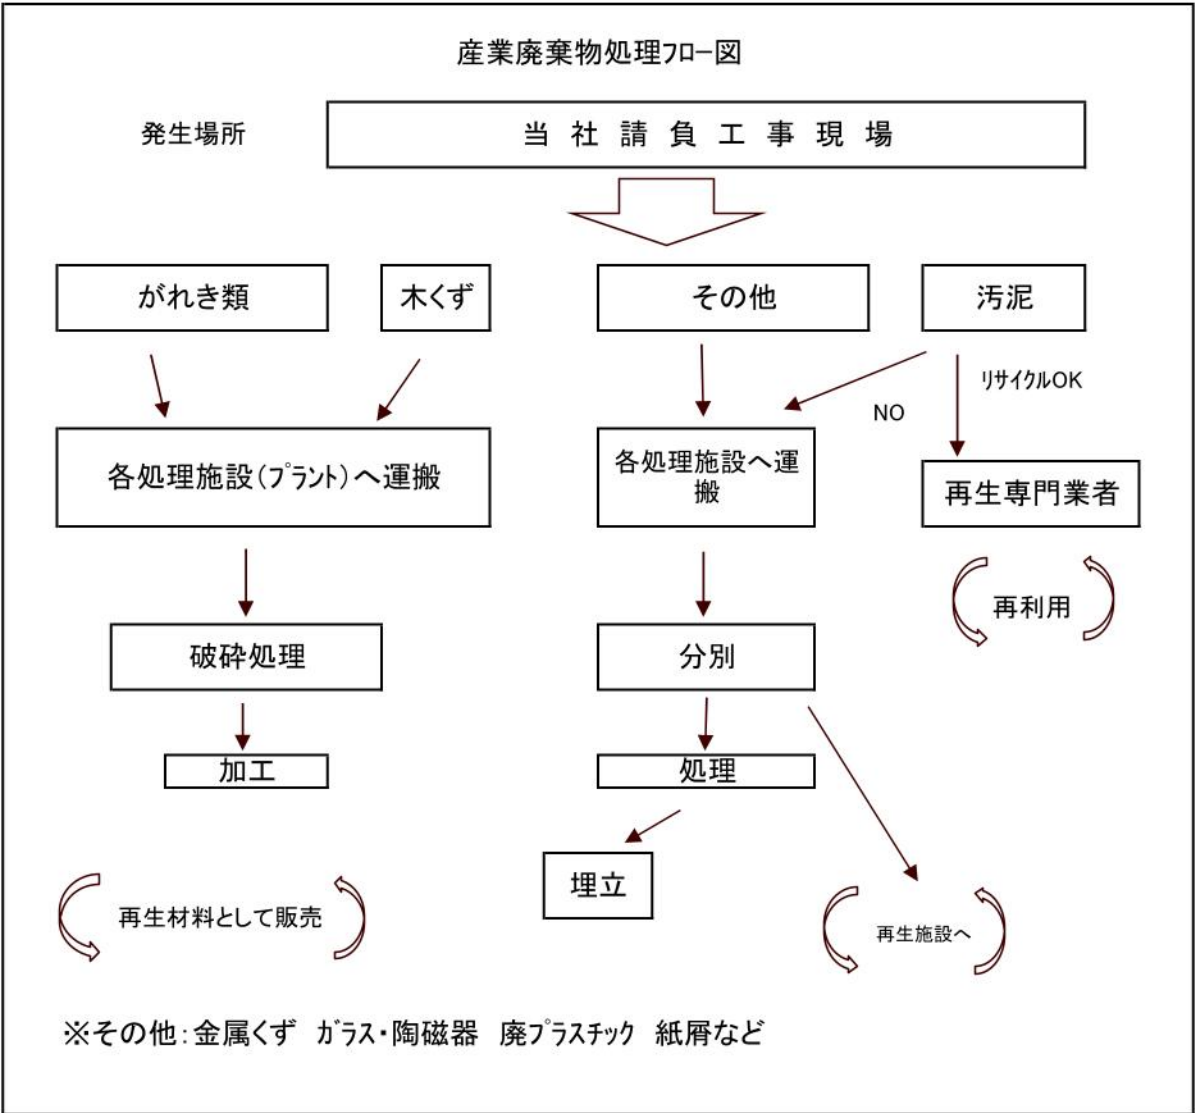 産業廃棄物処理ﾌﾛｰ図
発生場所
当 社 請 負 工 事 現 場
がれき類
木くず
その他
汚泥
ﾘｻｲｸﾙOK
NO
各処理施設(ﾌﾟﾗﾝﾄ)へ運搬
各処理施設へ運
搬
再生専門業者
再利用
破砕処理
分別
加工
処理
埋立
再生材料として販売
再生施設へ
※その他:金属くず ｶﾞﾗｽ・陶磁器 廃ﾌﾟﾗｽﾁｯｸ 紙屑など